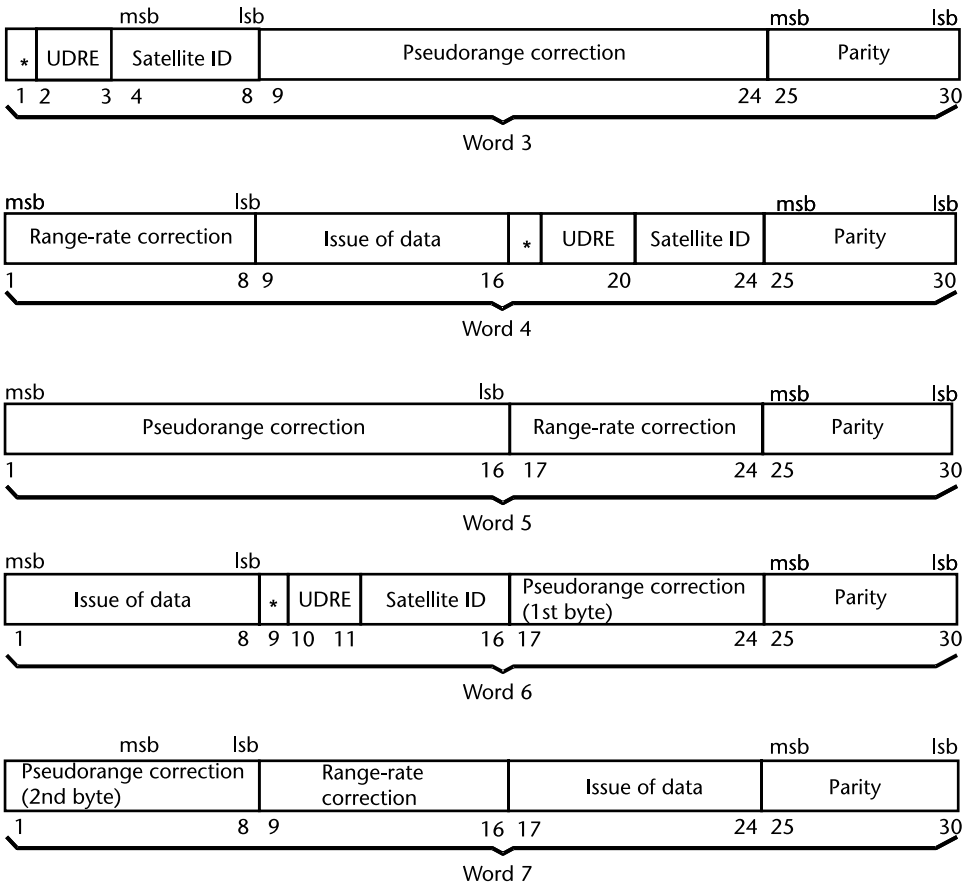 msb lsb msb lsb
* UDRE Satellite ID Pseudorange correction Parity
1 2 3 4 8 9 24 25 30
Word 3
msb lsb msb lsb
Range-rate correction Issue of data * UDRE Satellite ID Parity
1 8 9 16 20 24 25 30
Word 4
msb lsb msb lsb
Pseudorange correction Range-rate correction Parity
1 16 17 24 25 30
Word 5
msb lsb msb lsb
Issue of data * UDRE Satellite ID Pseudorange correction (1st byte) Parity
1 8 9 10 11 16 17 24 25 30
Word 6
msb lsb msb lsb
Pseudorange correction (2nd byte) Range-rate correction Issue of data Parity
1 8 9 16 17 24 25 30
Word 7